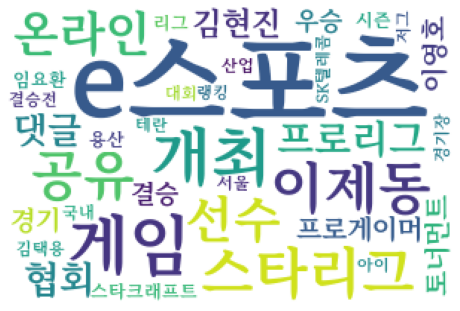 온라인
리그
김현진
우승
시즌
저그
이영호
임요환
결승전
e스포츠
산업
SK텔레콤
대회
랭킹
댓글
용산
테란
개최
프로리그
경기장
공유
결승
서울
이제동
경기
국내
게임
선수
프로게이머
토너먼트
김택용
협회
스타크래프트
스타리그
아이